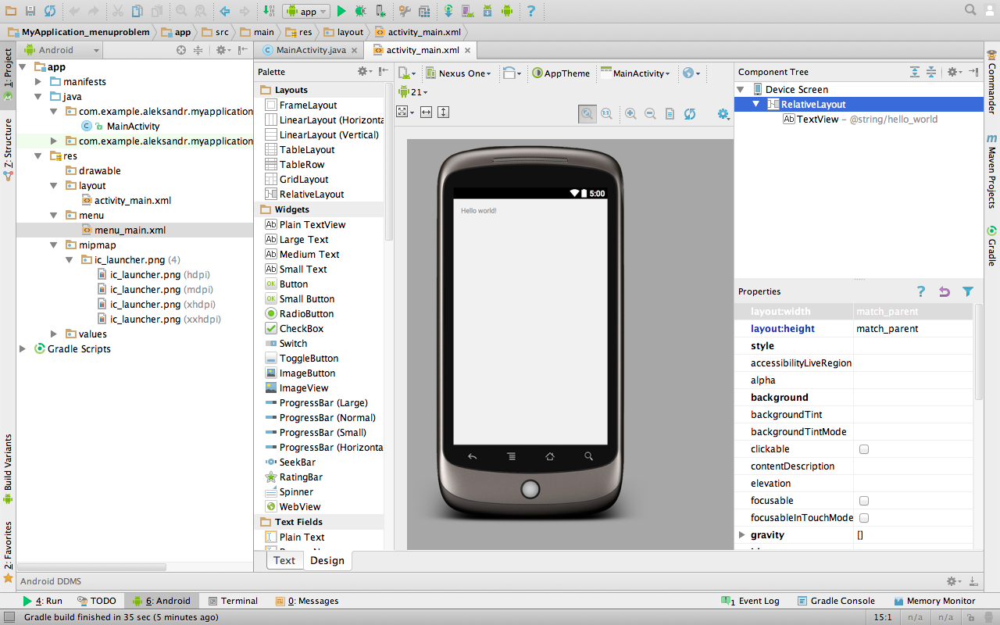 app
MyApplication_menuproblem app src main res layout activity_main.xml
1: Project
Z: Structure
Build Variants
2: Favorites
Android
app
manifests
java
com.example.aleksandr.myapplication
MainActivity
com.example.aleksandr.myapplication
res
drawable
layout
activity_main.xml
menu
menu_main.xml
mipmap
ic_launcher.png (4)
ic_launcher.png (hdpi)
ic_launcher.png (mdpi)
ic_launcher.png (xhdpi)
ic_launcher.png (xxhdpi)
values
Gradle Scripts
MainActivity.java activity_main.xml
Palette
Layouts
FrameLayout
LinearLayout (Horizonta
LinearLayout (Vertical)
TableLayout
TableRow
GridLayout
RelativeLayout
Widgets
Plain TextView
Large Text
Medium Text
Small Text
Button
Small Button
RadioButton
CheckBox
Switch
ToggleButton
ImageButton
ImageView
ProgressBar (Large)
ProgressBar (Normal)
ProgressBar (Small)
ProgressBar (Horizonta
SeekBar
RatingBar
Spinner
WebView
Text Fields
Plain Text
Text Design
Nexus One AppTheme MainActivity
21
5:00
Hello world!
Component Tree
Device Screen
RelativeLayout
TextView – @string/hello_world
Properties
layout:width match_parent
layout:height match_parent
style
accessibilityLiveRegion
alpha
background
backgroundTint
backgroundTintMode
clickable
contentDescription
elevation
focusable
focusableInTouchMode
gravity []
Commander
Maven Projects
Gradle
Android DDMS
4: Run TODO 6: Android Terminal 0: Messages 1 Event Log Gradle Console Memory Monitor
Gradle build finished in 35 sec (5 minutes ago) 15:1 n/a n/a